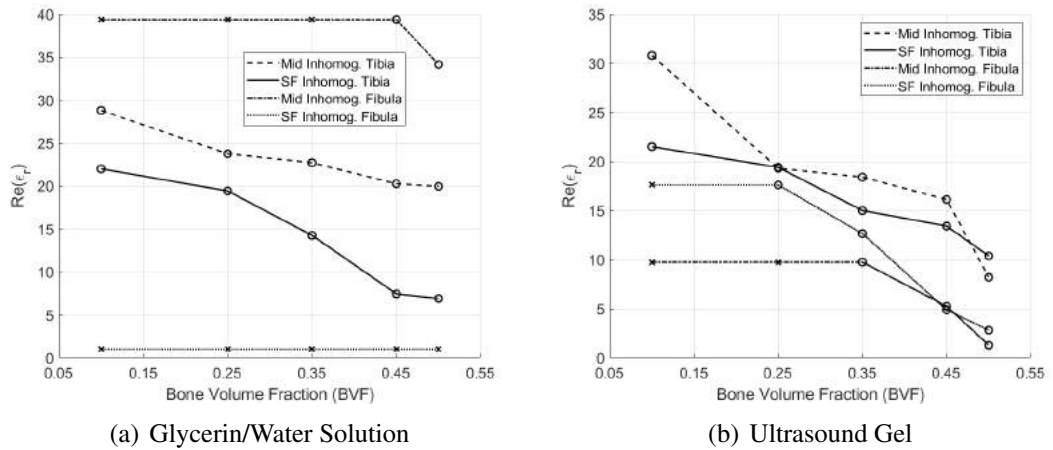 40
35
30
25
20
15
10
5
0
Re(ϵr)
Mid Inhomog. Tibia
SF Inhomog. Tibia
Mid Inhomog. Fibula
SF Inhomog. Fibula
0.05 0.15 0.25 0.35 0.45 0.55
Bone Volume Fraction (BVF)
(a) Glycerin/Water Solution
35
30
25
20
15
10
5
0
Re(ϵr)
Mid Inhomog. Tibia
SF Inhomog. Tibia
Mid Inhomog. Fibula
SF Inhomog. Fibula
0.05 0.15 0.25 0.35 0.45 0.55
Bone Volume Fraction (BVF)
(b) Ultrasound Gel